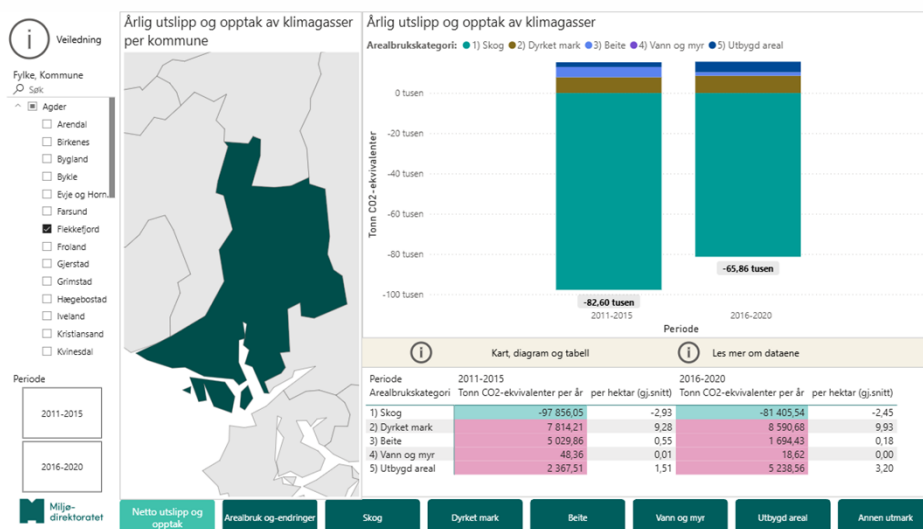 Veiledning
Fylke, Kommune
Søk
Agder
Arendal
Birkenes
Bygland
Bykle
Evje og Horn..
Farsund
Flekkefjord
Froland
Gjerstad
Grimstad
Hægebostad
Iveland
Kristiansand
Kvinesdal
Periode
2011-2015
2016-2020
Miljø-
direktoratet
Årlig utslipp og opptak av klimagasser
per kommune
Årlig utslipp og opptak av klimagasser
Arealbrukskategori: 1) Skog 2) Dyrket mark 3) Beite 4) Vann og myr 5) Utbygd areal
Tonn CO2-ekvivalenter
0 tusen
-20 tusen
-40 tusen
-60 tusen
-80 tusen
-100 tusen
-82,60 tusen
-65,86 tusen
2011-2015 2016-2020
Periode
Kart, diagram og tabell Les mer om dataene
Periode 2011-2015 2016-2020
Arealbrukskategori Tonn CO2-ekvivalenter per år per hektar (gj.snitt) Tonn CO2-ekvivalenter per år per hektar (gj.snitt)
1) Skog -97 856,05 -2,93 -81 405,54 -2,45
2) Dyrket mark 7 814,21 9,28 8 590,68 9,93
3) Beite 5 029,86 0,55 1 694,43 0,18
4) Vann og myr 48,36 0,01 18,62 0,00
5) Utbygd areal 2 367,51 1,51 5 238,56 3,20
Netto utslipp og
opptak
Arealbruk og-endringer
Skog
Dyrket mark
Beite
Vann og myr
Utbygd areal
Annen utmark